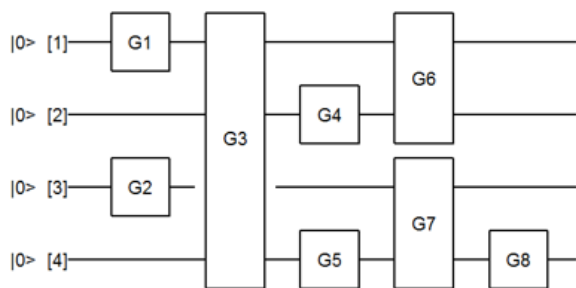 |0> [1] G1 G6
|0> [2] G3 G4
|0> [3] G2 G7
|0> [4] G5 G8